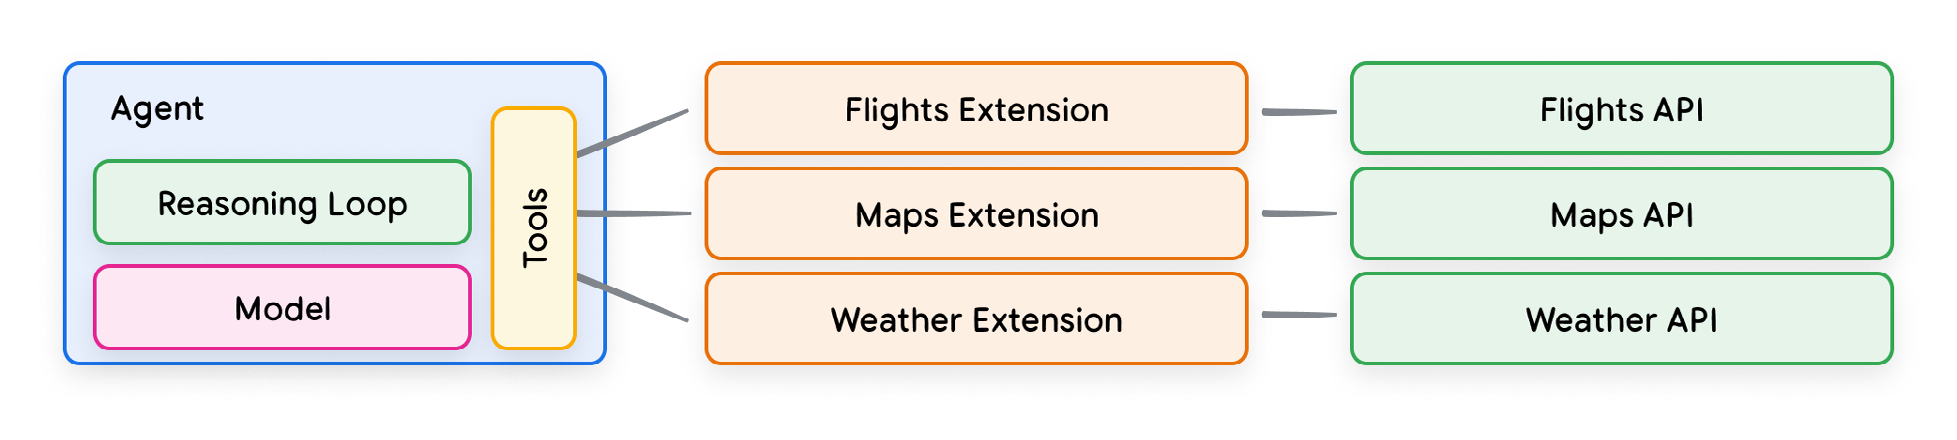 Agent
Reasoning Loop
Model
Tools
Flights Extension
Maps Extension
Weather Extension
Flights API
Maps API
Weather API